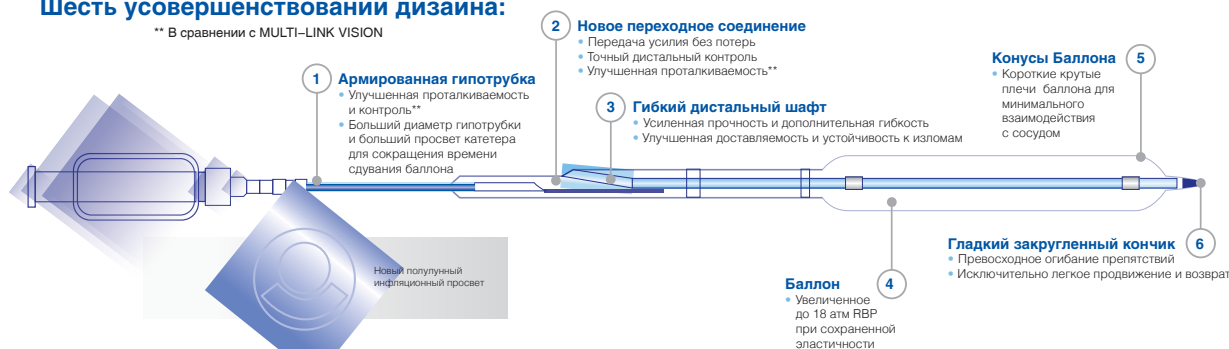 Шесть усовершенствований дизайна:
** В сравнении с MULTI–LINK VISION
1 Армированная гипотрубка
• Улучшенная проталкиваемость
и контроль**
• Больший диаметр гипотрубки
и больший просвет катетера
для сокращения времени
сдувания баллона
2 Новое переходное соединение
• Передача усилия без потерь
• Точный дистальный контроль
• Улучшенная проталкиваемость**
3 Гибкий дистальный шафт
• Усиленная прочность и дополнительная гибкость
• Улучшенная доставляемость и устойчивость к изломам
Конусы Баллона 5
• Короткие крутые
плечи баллона для
минимального
взаимодействия
с сосудом
Новый полулунный
инфляционный просвет
Баллон 4
• Увеличенное
до 18 атм RBP
при сохраненной
эластичности
Гладкий закругленный кончик 6
• Превосходное огибание препятствий
• Исключительно легкое продвижение и возврат